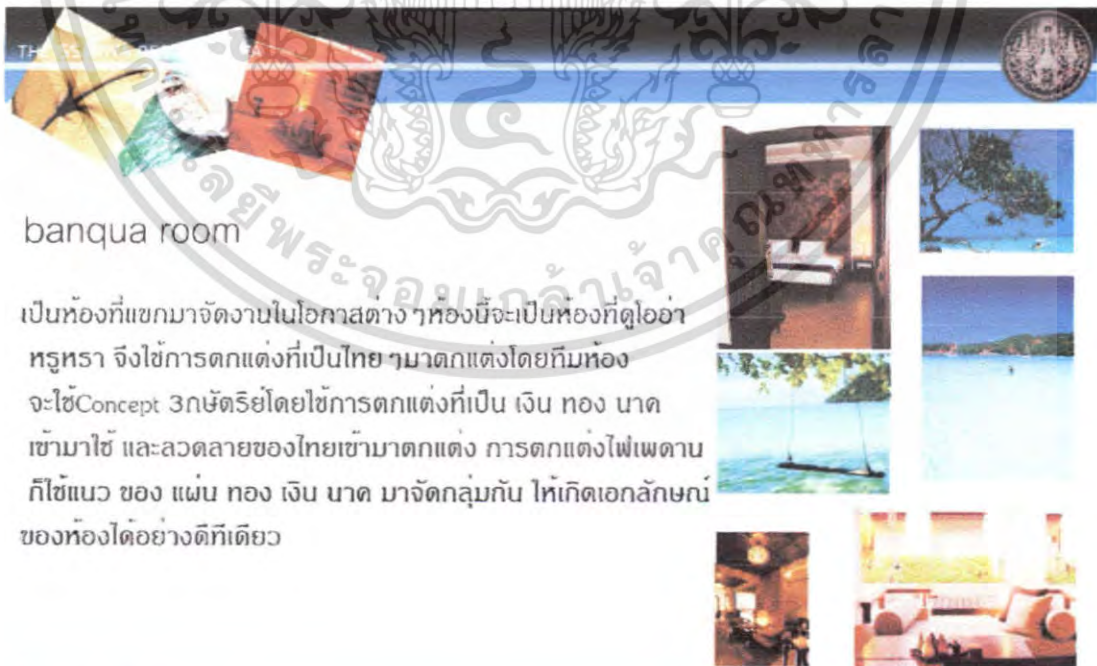 banqua room
เป็นห้องที่แขกมาจัดงานในโอกาสต่าง ๆห้องนี้จะเป็นห้องที่ดูโอ่อ่า
หรูหรา จึงใช้การตกแต่งที่เป็นไทย ๆมาตกแต่งโดยทีมห้อง
จะใช้Concept 3กษัตริย์โดยใช้การตกแต่งที่เป็น เงิน ทอง นาค
เข้ามาใช้ และลวดลายของไทยเข้ามาตกแต่ง การตกแต่งไฟเพดาน
ก็ใช้แนว ของ แผ่น ทอง เงิน นาค มาจัดกลุ่มกัน ให้เกิดเอกลักษณ์
ของห้องได้อย่างดีทีเดียว